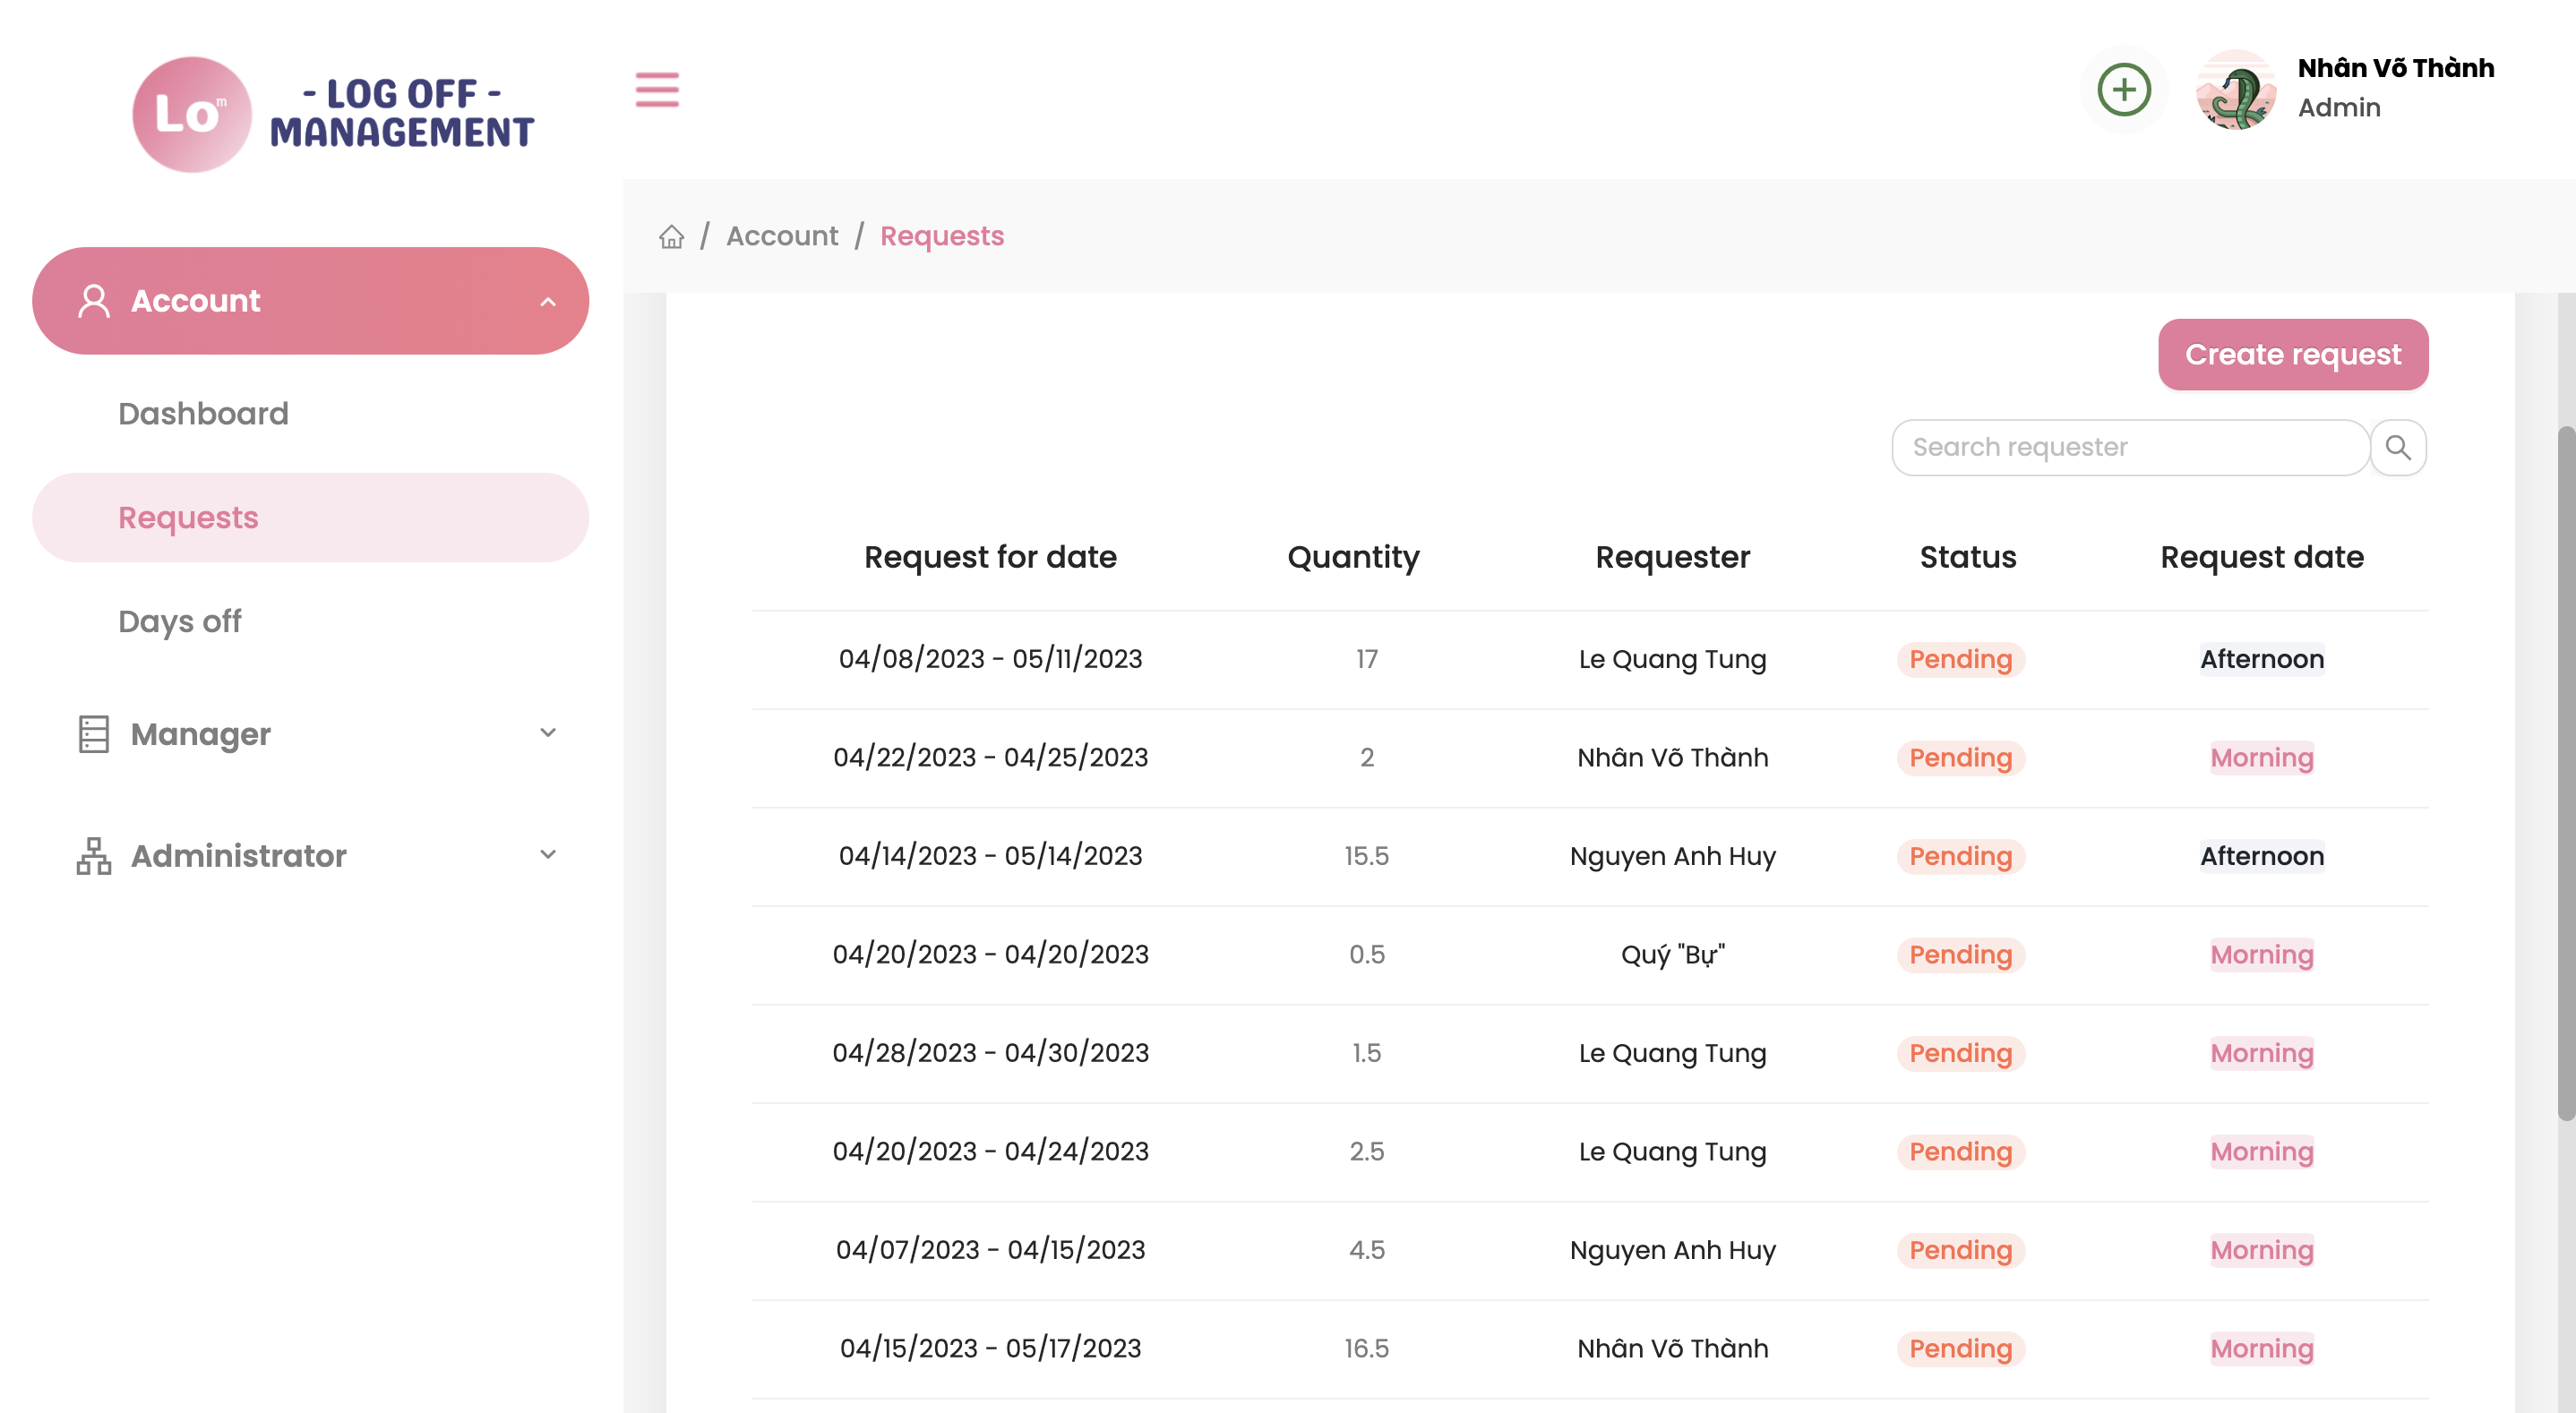 Lo m
- LOG OFF -
MANAGEMENT
Nhân Võ Thành
Admin
/ Account / Requests
Account
Dashboard
Requests
Days off
Manager
Administrator
Create request
Search requester
Request for date Quantity Requester Status Request date
04/08/2023 - 05/11/2023 17 Le Quang Tung Pending Afternoon
04/22/2023 - 04/25/2023 2 Nhân Võ Thành Pending Morning
04/14/2023 - 05/14/2023 15.5 Nguyen Anh Huy Pending Afternoon
04/20/2023 - 04/20/2023 0.5 Quý "Bự" Pending Morning
04/28/2023 - 04/30/2023 1.5 Le Quang Tung Pending Morning
04/20/2023 - 04/24/2023 2.5 Le Quang Tung Pending Morning
04/07/2023 - 04/15/2023 4.5 Nguyen Anh Huy Pending Morning
04/15/2023 - 05/17/2023 16.5 Nhân Võ Thành Pending Morning